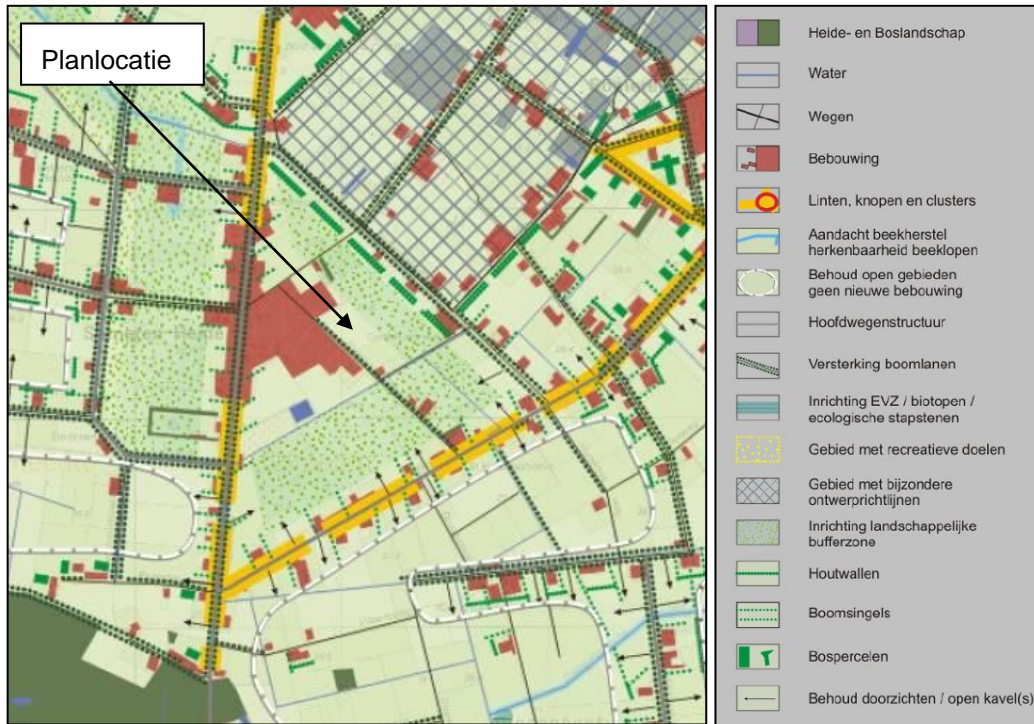 Planlocatie
Heide- en Boslandschap
Water
Wegen
Bebouwing
Linten, knopen en clusters
Aandacht beekherstel
herkenbaarheid beeklopen
Behoud open gebieden
geen nieuwe bebouwing
Hoofdwegenstructuur
Versterking boomlanen
Inrichting EVZ / biotopen /
ecologische stapstenen
Gebied met recreatieve doelen
Gebied met bijzondere
ontwerprichtlijnen
Inrichting landschappelijke
bufferzone
Houtwallen
Boomsingels
Bospercelen
Behoud doorzichten / open kavel(s)